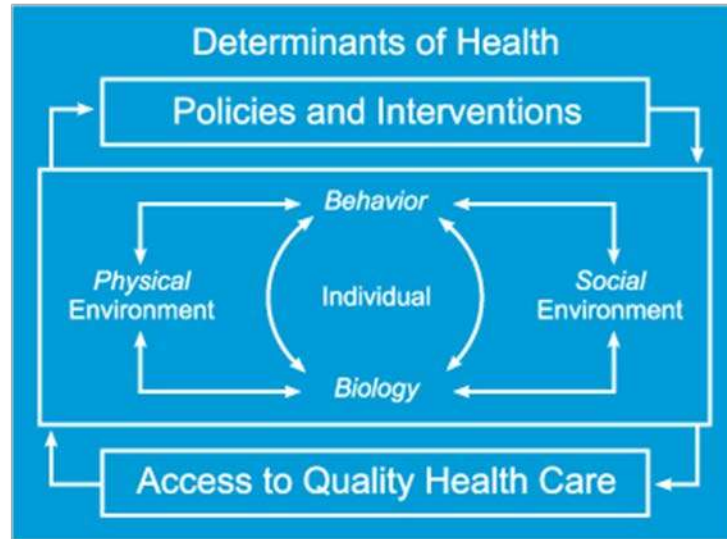 Determinants of Health
Policies and Interventions
Behavior
Physical
Environment
Individual
Social
Environment
Biology
Access to Quality Health Care